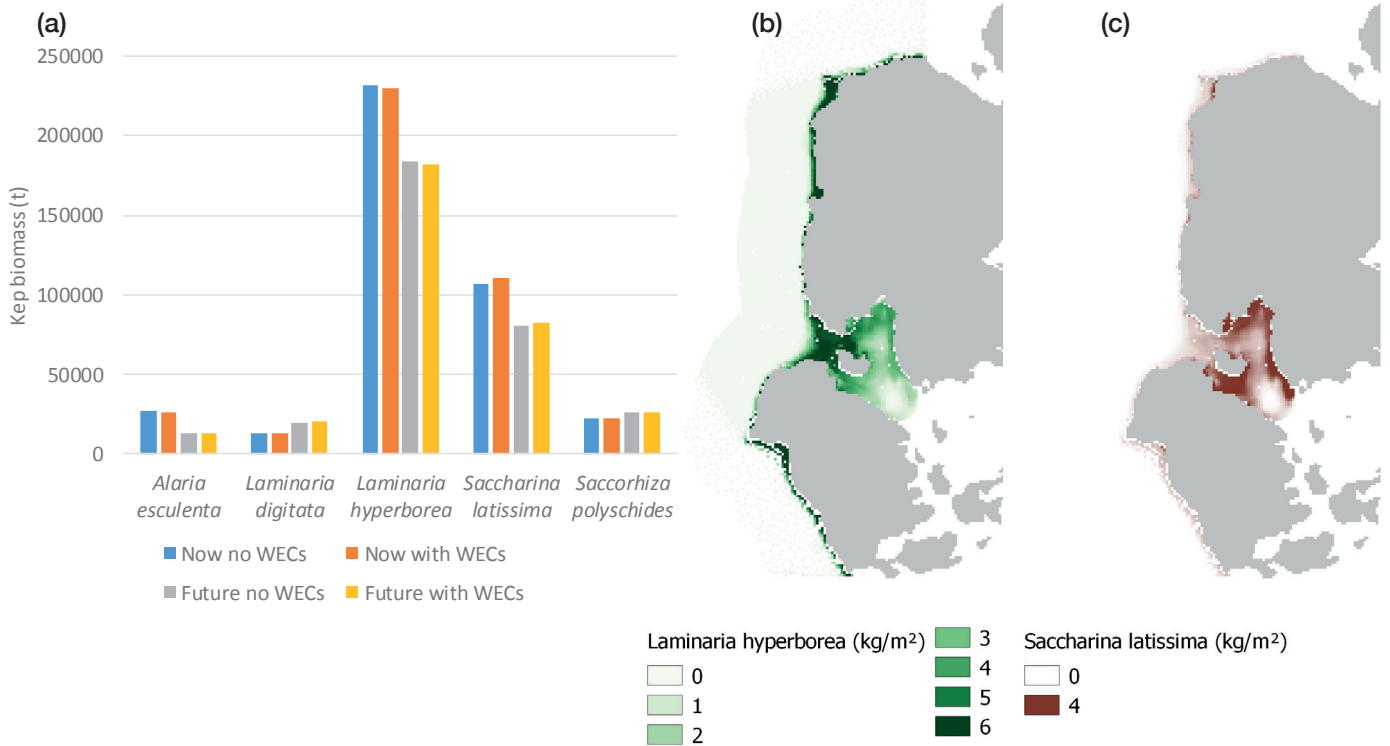 (a)
250000
200000
150000
100000
50000
0
Kep biomass (t)
Alaria
esculenta
Laminaria
digitata
Laminaria
hyperborea
Saccharina
latissima
Saccorhiza
polyschides
Now no WECs
Now with WECs
Future no WECs
Future with WECs
(b)
Laminaria hyperborea (kg/m²)
0
1
2
3
4
5
6
(c)
Saccharina latissima (kg/m²)
0
4